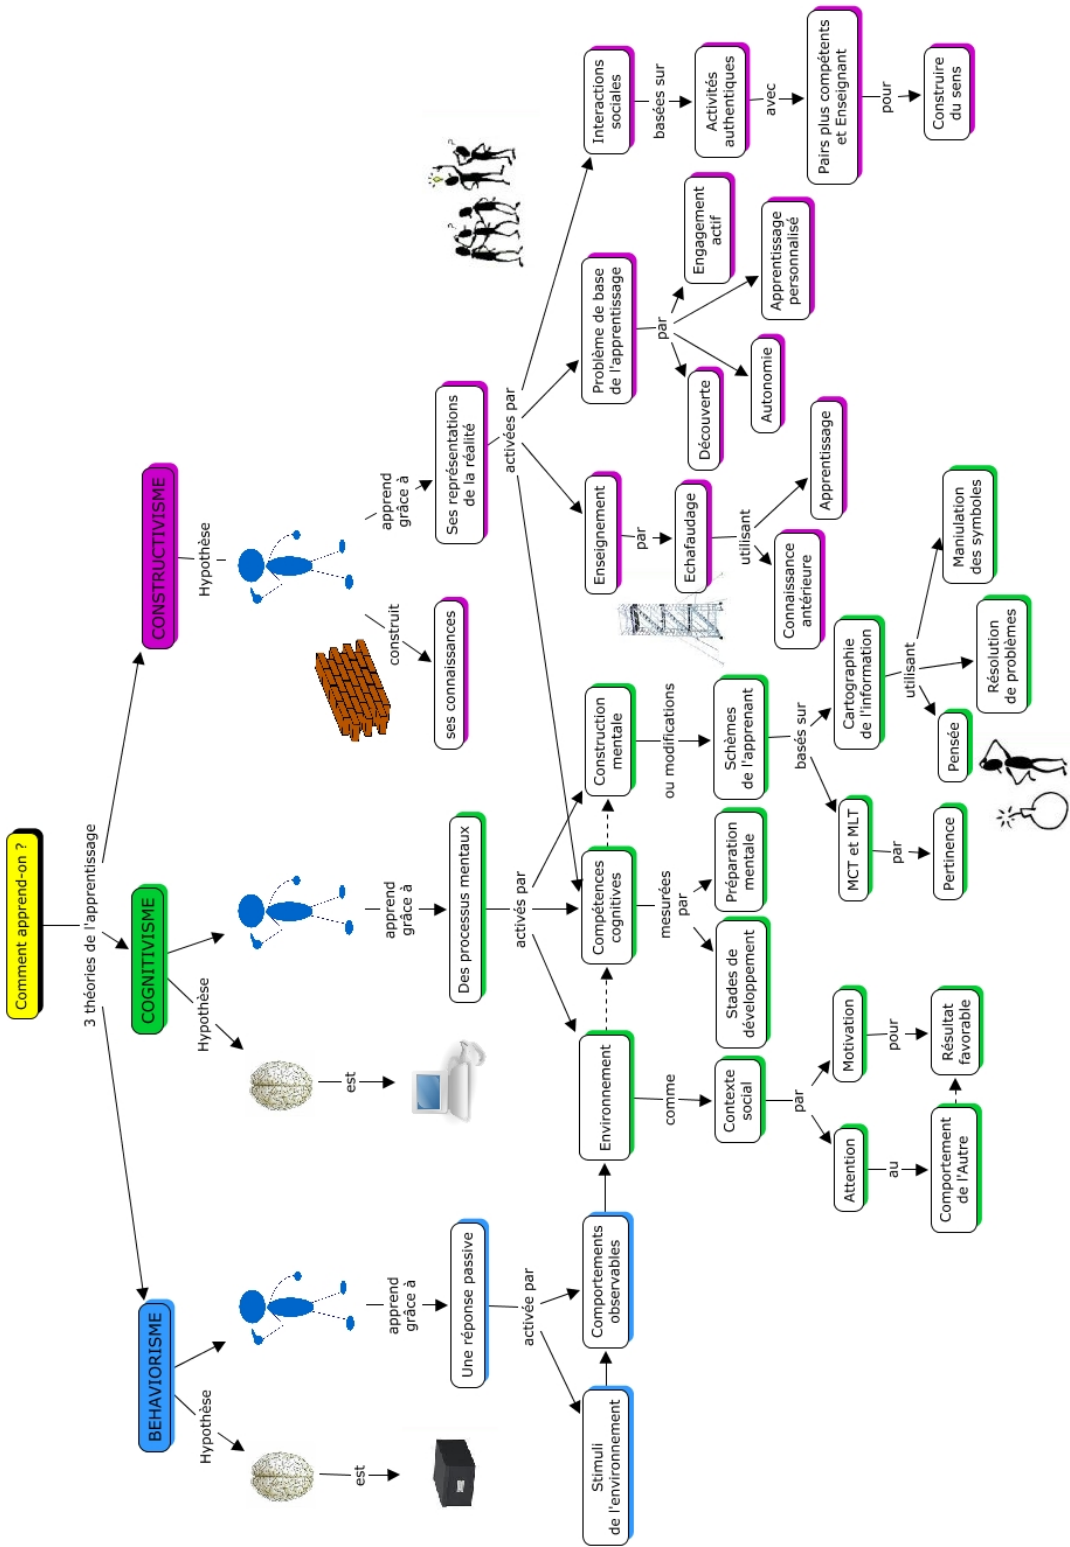 Comment apprend-on ?
3 théories de l'apprentissage
BEHAVIORISME
COGNITIVISME
CONSTRUCTIVISME
Hypothèse
est
apprend
grâce à
Une réponse passive
activée par
Stimuli
de l'environnement
Comportements
observables
Hypothèse
est
apprend
grâce à
Des processus mentaux
activés par
Environnement
Compétences
cognitives
Construction
mentale
comme
Contexte
social
par
Attention
Motivation
au
pour
Comportement
de l'Autre
Résultat
favorable
mesurées
par
Stades de
développement
Préparation
mentale
ou modifications
Schèmes
de l'apprenant
basés sur
MCT et MLT
Cartographie
de l'information
par
Pertinence
utilisant
Pensée
Résolution
de problèmes
Maniulation
des symboles
Hypothèse
construit
ses connaissances
apprend
grâce à
Ses représentations
de la réalité
activées par
Enseignement
par
Echafaudage
utilisant
Connaissance
antérieure
Apprentissage
Problème de base
de l'apprentissage
par
Découverte
Autonomie
Apprentissage
personnalisé
Engagement
actif
Interactions
sociales
basées sur
Activités
authentiques
avec
Pairs plus compétents
et Enseignant
pour
Construire
du sens